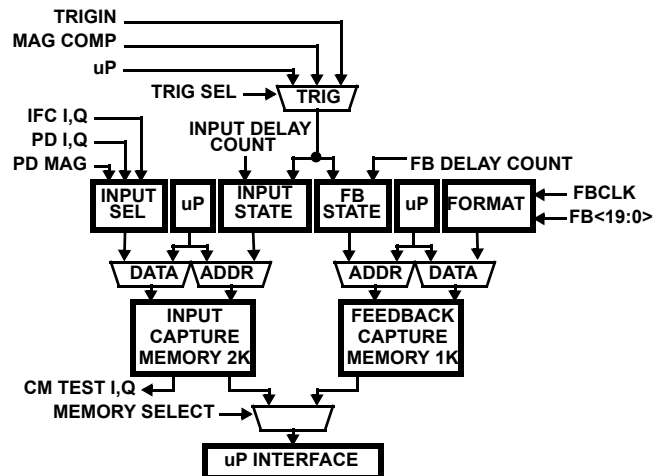 TRIGIN
MAG COMP
uP
TRIG SEL
TRIG
IFC I,Q
PD I,Q
PD MAG
INPUT DELAY
COUNT
FB DELAY COUNT
INPUT
SEL
uP
INPUT
STATE
FB
STATE
uP
FORMAT
FBCLK
FB<19:0>
DATA
ADDR
ADDR
DATA
INPUT
CAPTURE
MEMORY 2K
FEEDBACK
CAPTURE
MEMORY 1K
CM TEST I,Q
MEMORY SELECT
uP INTERFACE